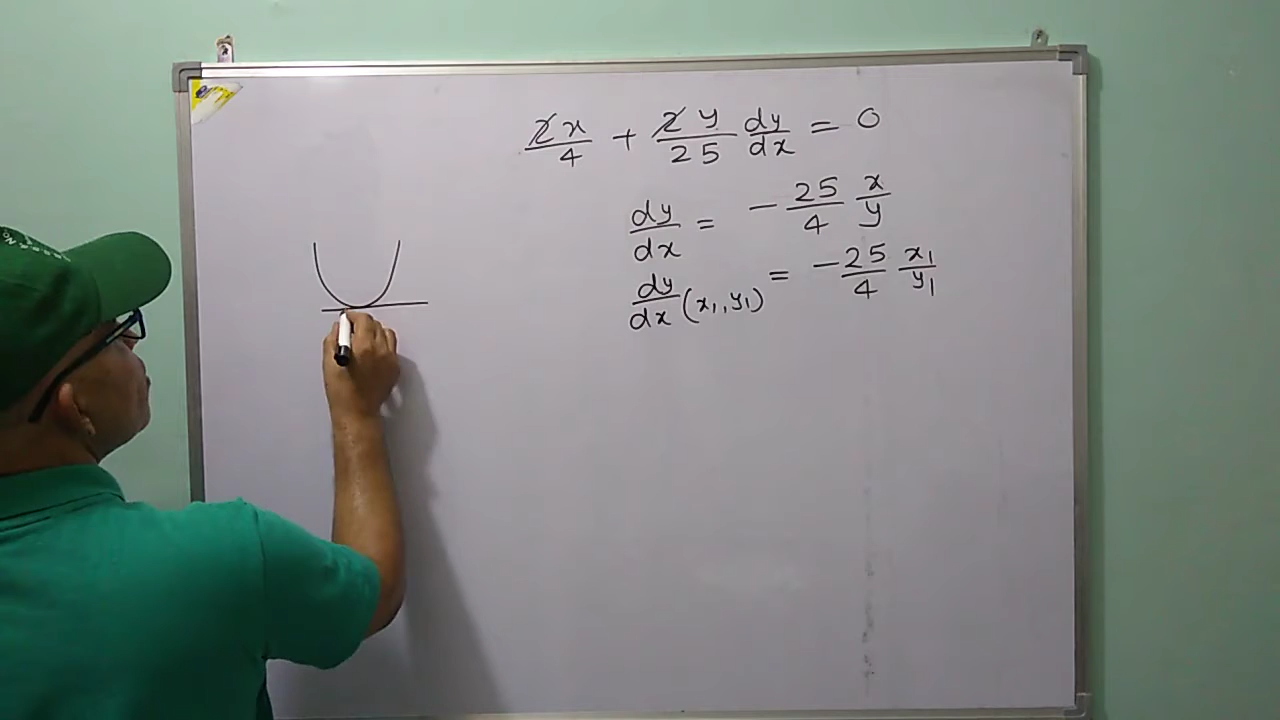 2x/4 + 2y/25 dy/dx = 0
dy/dx = -25/4 x/y
dy/dx (x₁, y₁) = -25/4 x₁/y₁